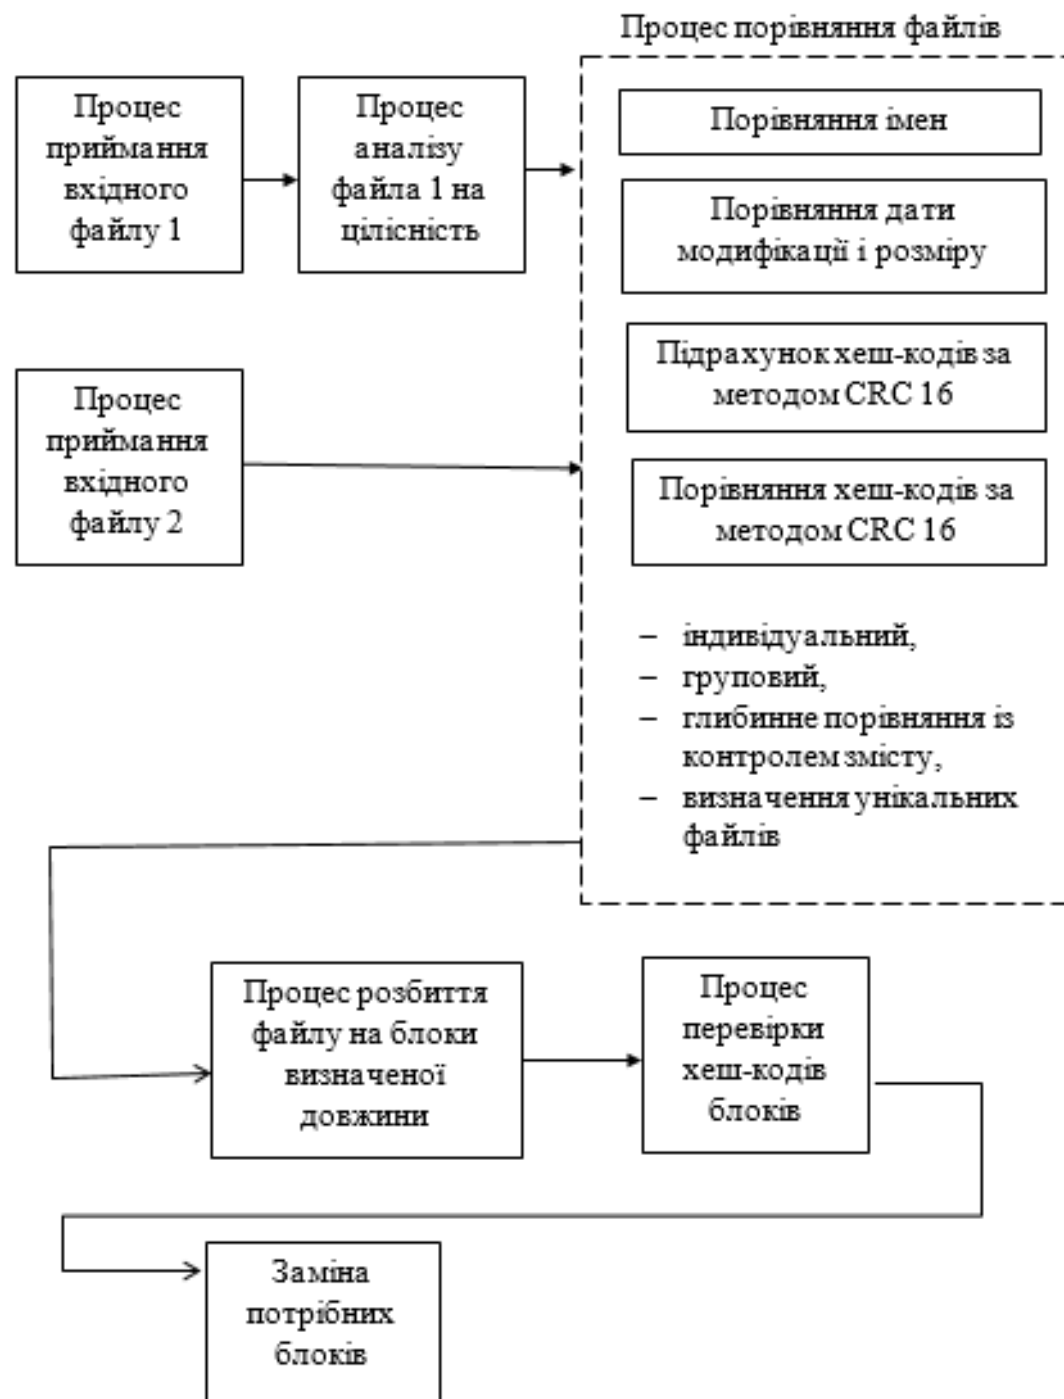 Процес порівняння файлів
Процес
приймання
вхідного
файлу 1
Процес
аналізу
файла 1 на
цілісність
Порівняння імен
Порівняння дати
модифікації і розміру
Підрахунок хеш-кодів за
методом CRC 16
Процес
приймання
вхідного
файлу 2
Порівняння хеш-кодів за
методом CRC 16
– індивідуальний,
– груповий,
– глибинне порівняння із
контролем змісту,
– визначення унікальних
файлів
Процес розбиття
файлу на блоки
визначеної
довжини
Процес
перевірки
хеш-кодів
блоків
Заміна
потрібних
блоків